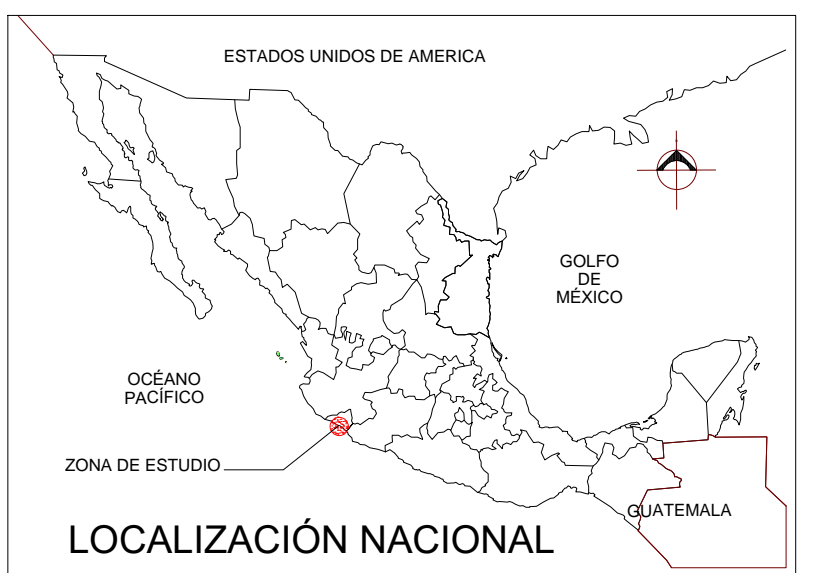 ESTADOS UNIDOS DE AMERICA
GOLFO
DE
MÉXICO
OCÉANO
PACÍFICO
ZONA DE ESTUDIO
GUATEMALA
LOCALIZACIÓN NACIONAL